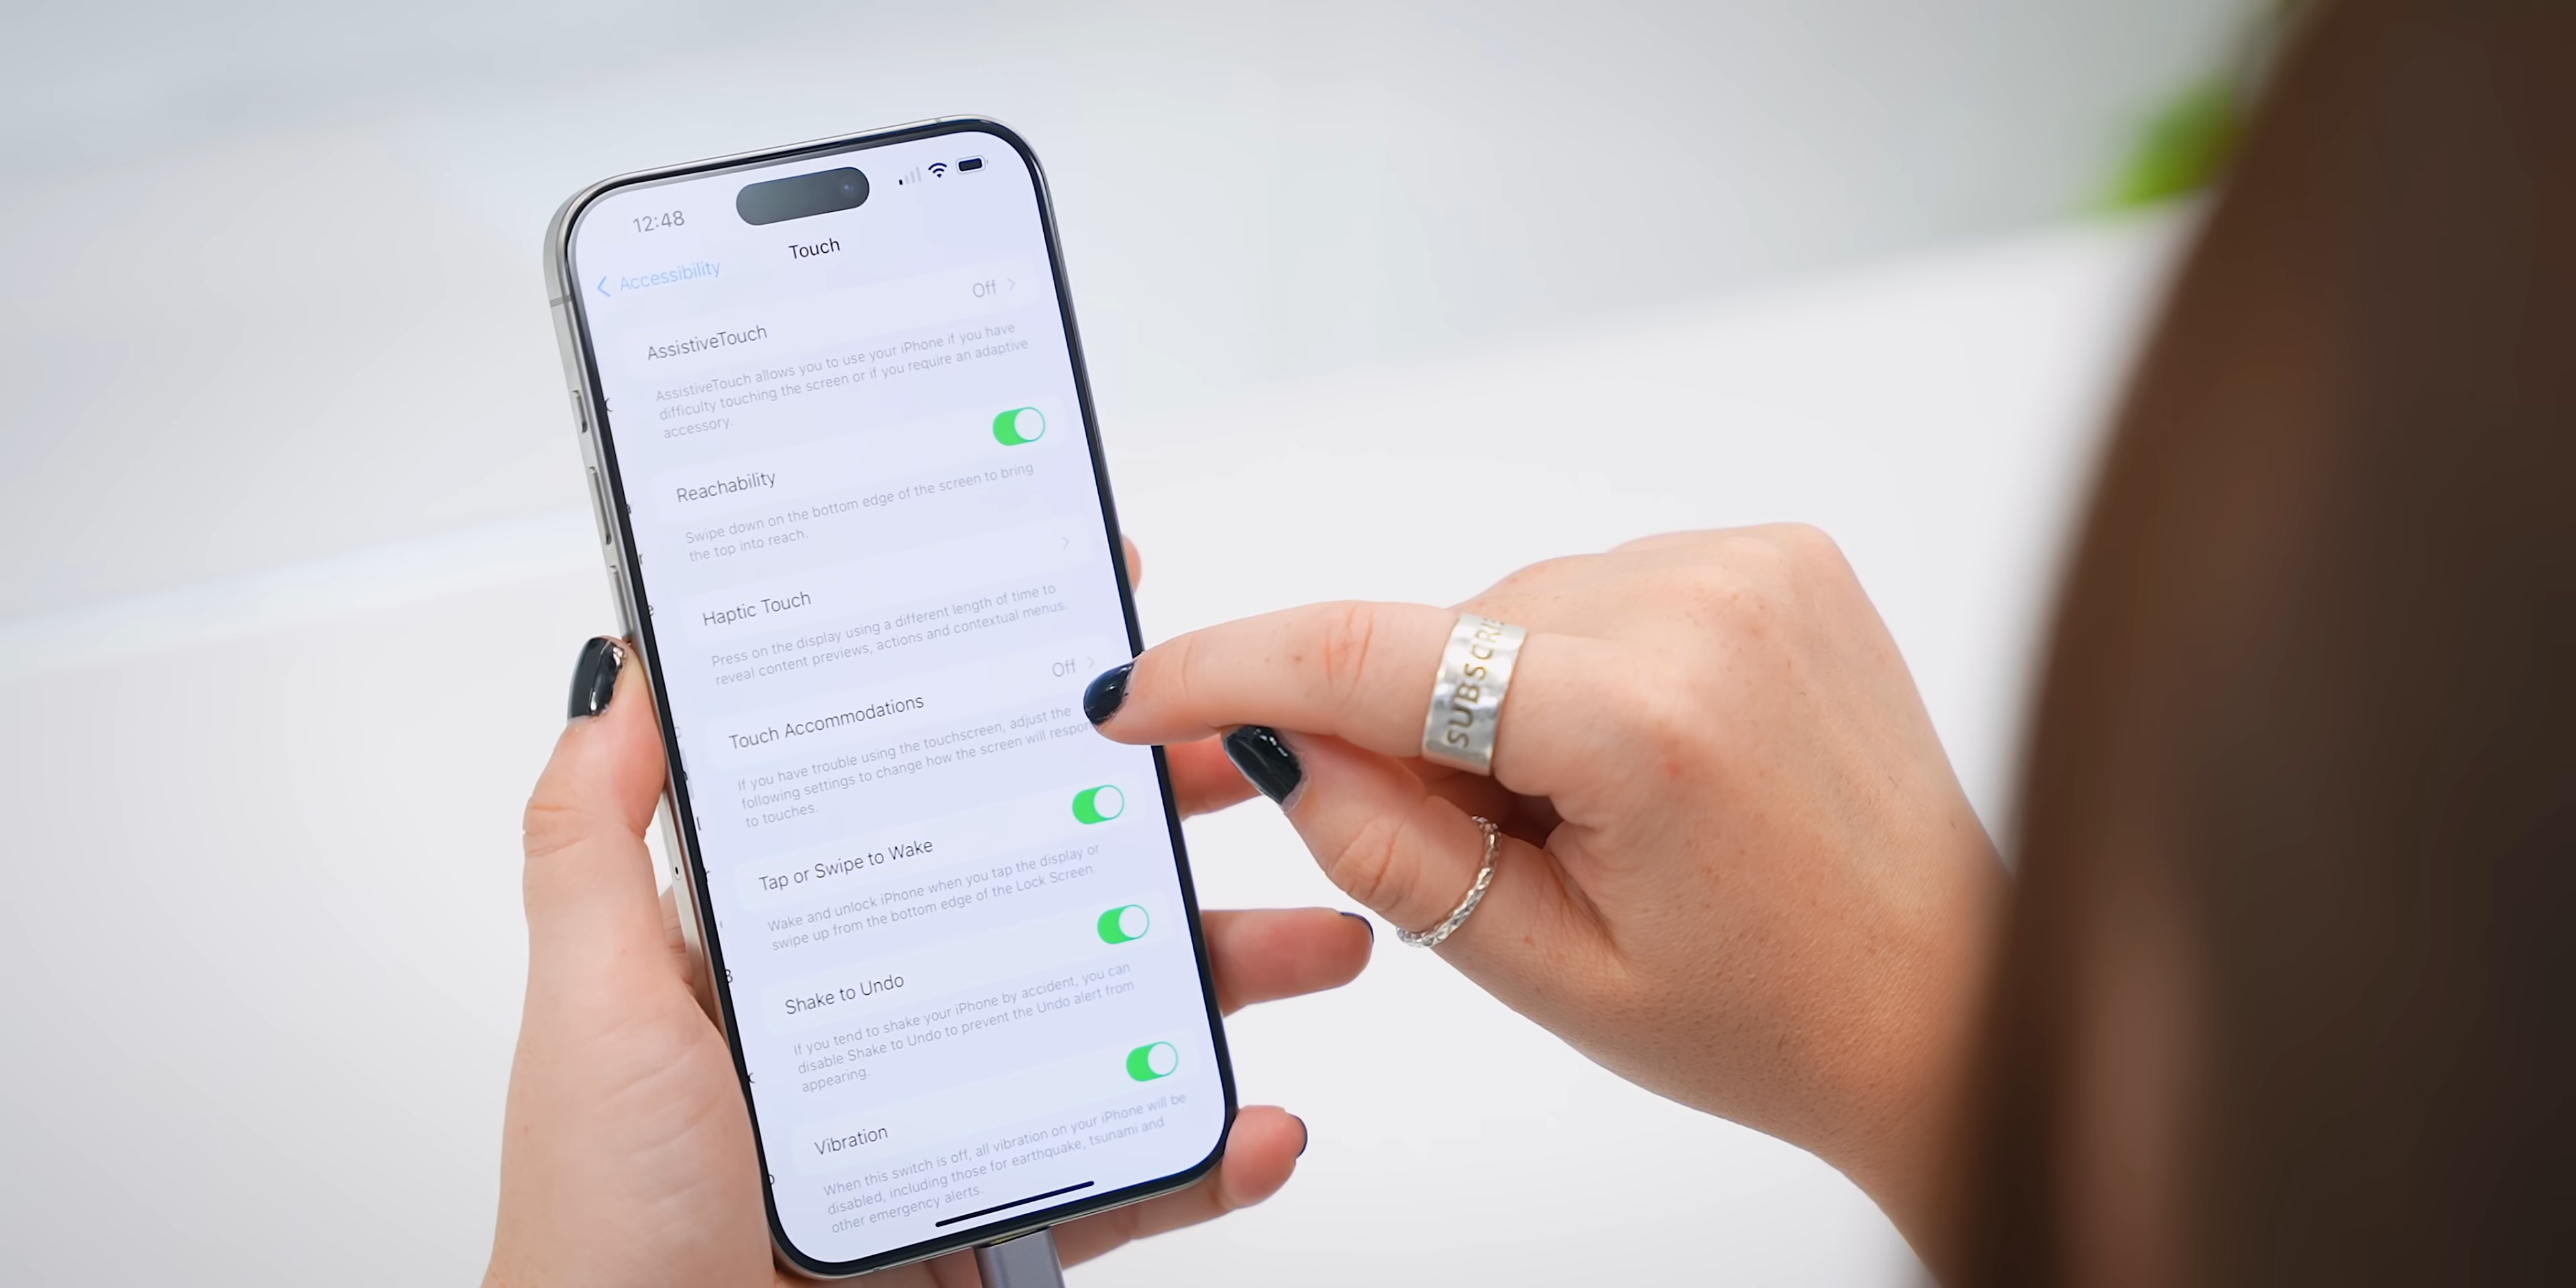 12:48
Accessibility
Touch
AssistiveTouch
Off
AssistiveTouch allows you to use your iPhone if you have
difficulty touching the screen or if you require an adaptive
accessory.
Reachability
Swipe down on the bottom edge of the screen to bring
the top into reach.
Haptic Touch
Press on the display using a different length of time to
reveal content previews, actions and contextual menus.
Touch Accommodations
Off
If you have trouble using the touchscreen, adjust the
following settings to change how the screen will respon
to touches.
Tap or Swipe to Wake
Wake and unlock iPhone when you tap the display or
swipe up from the bottom edge of the Lock Screen.
Shake to Undo
If you tend to shake your iPhone by accident, you can
disable Shake to Undo to prevent the Undo alert from
appearing.
Vibration
When this switch is off, all vibration on your iPhone will be
disabled, including those for earthquake, tsunami and
other emergency alerts.
SUBSCRI